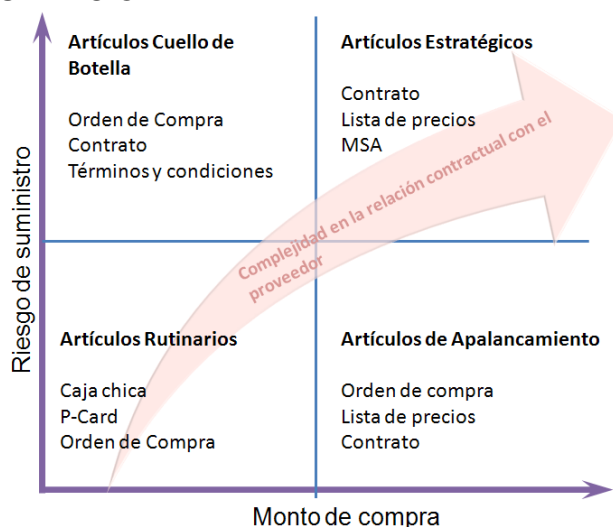 Artículos Cuello de
Botella
Orden de Compra
Contrato
Términos y condiciones
Artículos Estratégicos
Contrato
Lista de precios
MSA
Complejidad en la relación contractual con el
proveedor
Riesgo de suministro
Artículos Rutinarios
Caja chica
P-Card
Orden de Compra
Artículos de Apalancamiento
Orden de compra
Lista de precios
Contrato
Monto de compra